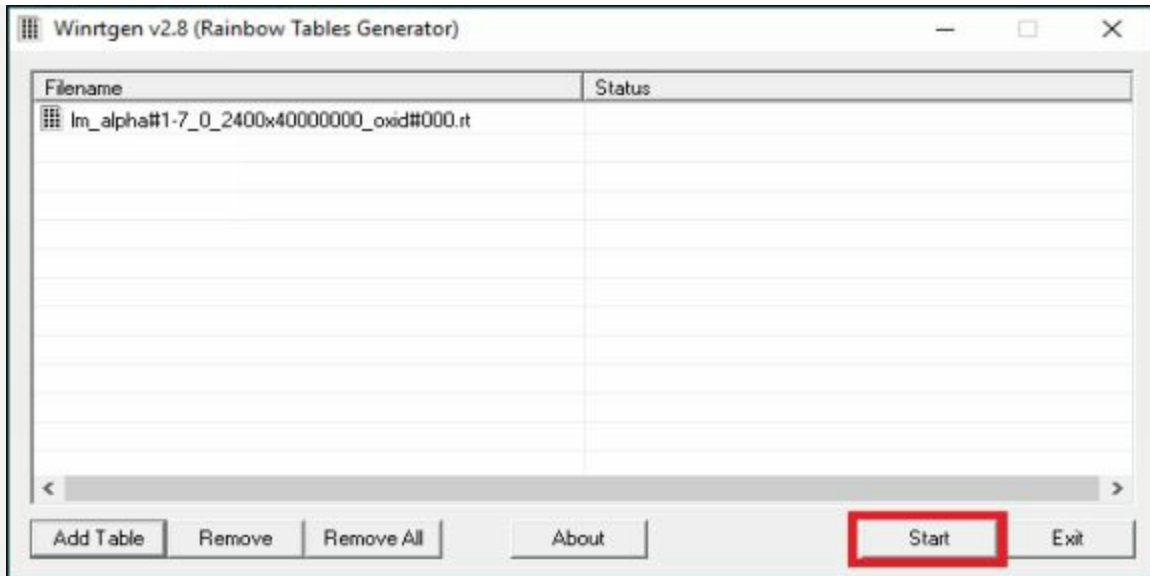 Winrtgen v2.8 (Rainbow Tables Generator)
Filename Status
lm_alpha#1-7_0_2400x40000000_oxid#000.rt
Add Table Remove Remove All About Start Exit